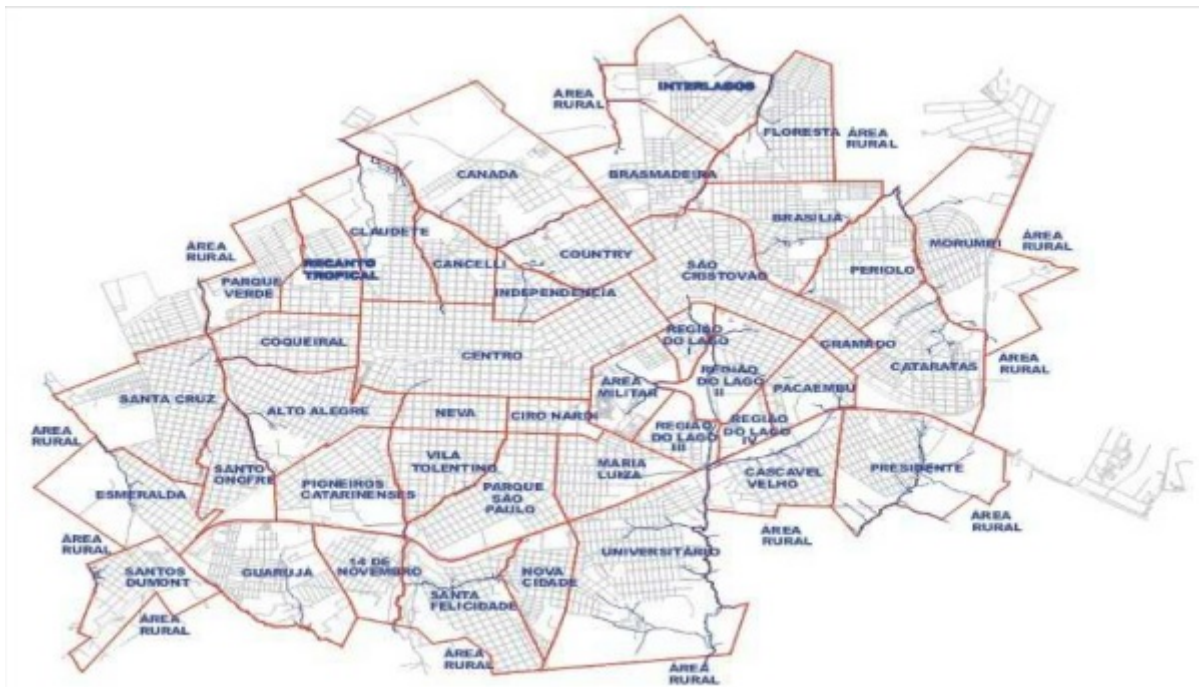 INTERLAGOS
ÁREA
RURAL
FLORESTA
ÁREA
RURAL
CANADA
BRASMADEIRA
BRASILIA
CLAUDETE
MORUMBI
ÁREA
RURAL
ÁREA
RURAL
COUNTRY
CANCELLI
SÃO
CRISTOVÃO
PERIOLO
RECANTO
TROPICAL
PARQUE
VERDE
INDEPENDENCIA
COQUEIRAL
CENTRO
REGIÃO
DO LAGO
I
GRAMADO
CATARATAS
ÁREA
RURAL
ÁREA
MILITAR
REGIÃO
DO LAGO
II
PACAEMBU
SANTA CRUZ
ALTO ALEGRE
NEVA
CIRO NARDI
REGIÃO
DO LAGO
III
REGIÃO
DO LAGO
IV
ÁREA
RURAL
VILA
TOLENTINO
MARIA
LUIZA
CASCAVEL
VELHO
PRESIDENTE
SANTO
ONOFRE
PIONEIROS
CATARINENSES
PARQUE
SÃO
PAULO
ESMERALDA
ÁREA
RURAL
ÁREA
RURAL
ÁREA
RURAL
UNIVERSITÁRIO
SANTOS
DUMONT
GUARUJÁ
14 DE
NOVEMBRO
NOVA
CIDADE
SANTA
FELICIDADE
ÁREA
RURAL
ÁREA
RURAL
ÁREA
RURAL